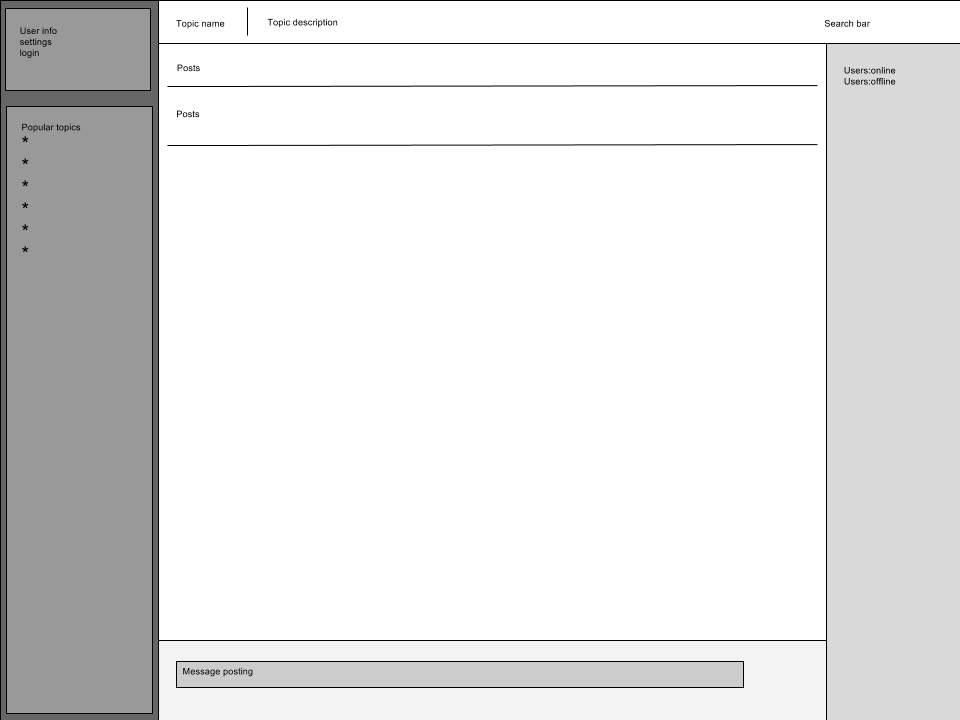 User info
settings
login
Popular topics
*
*
*
*
*
*
Topic name
Topic description
Search bar
Posts
Posts
Users:online
Users:offline
Message posting